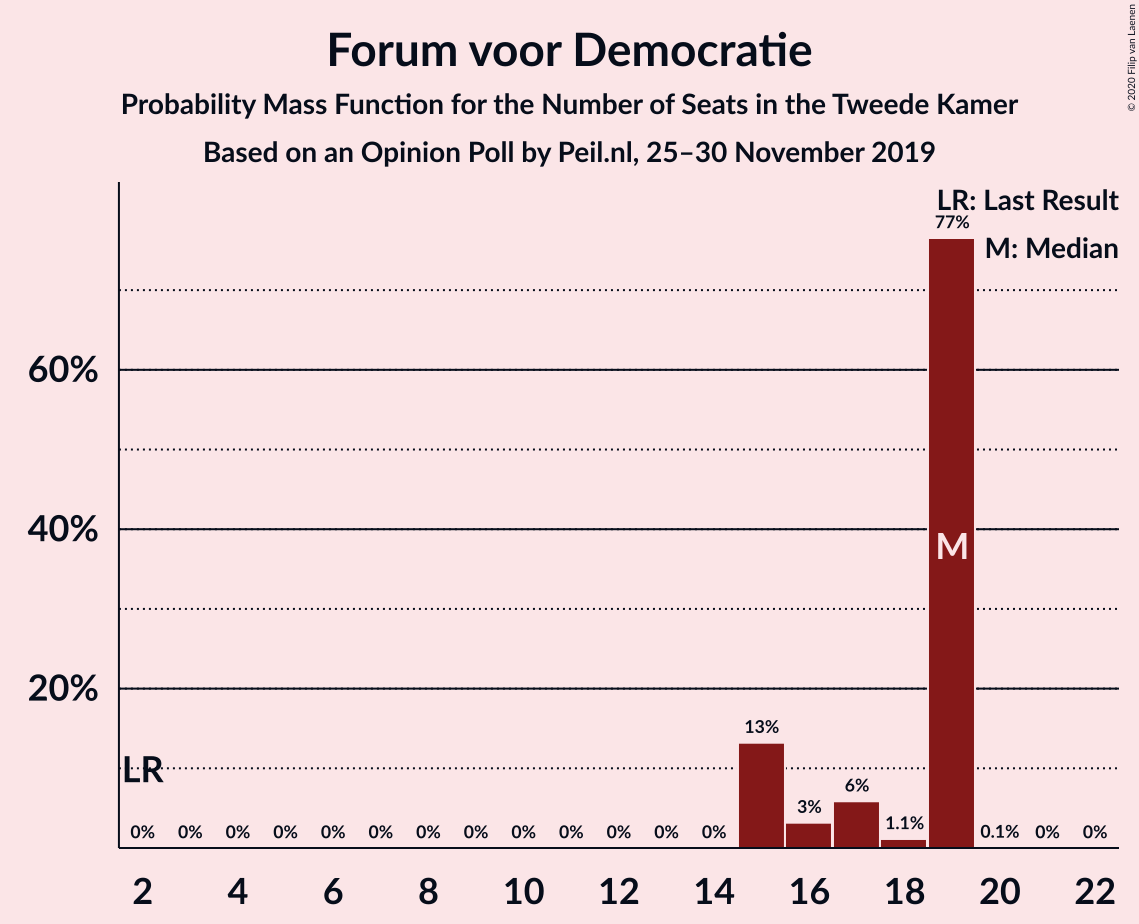 Forum voor Democratie
Probability Mass Function for the Number of Seats in the Tweede Kamer
Based on an Opinion Poll by Peil.nl, 25–30 November 2019
© 2020 Filip van Laenen
LR: Last Result
M: Median
77%
60%
40%
20%
M
LR
13%
3%
6%
1.1%
0% 0% 0% 0% 0% 0% 0% 0% 0% 0% 0% 0% 0% 0.1% 0% 0%
2 4 6 8 10 12 14 16 18 20 22